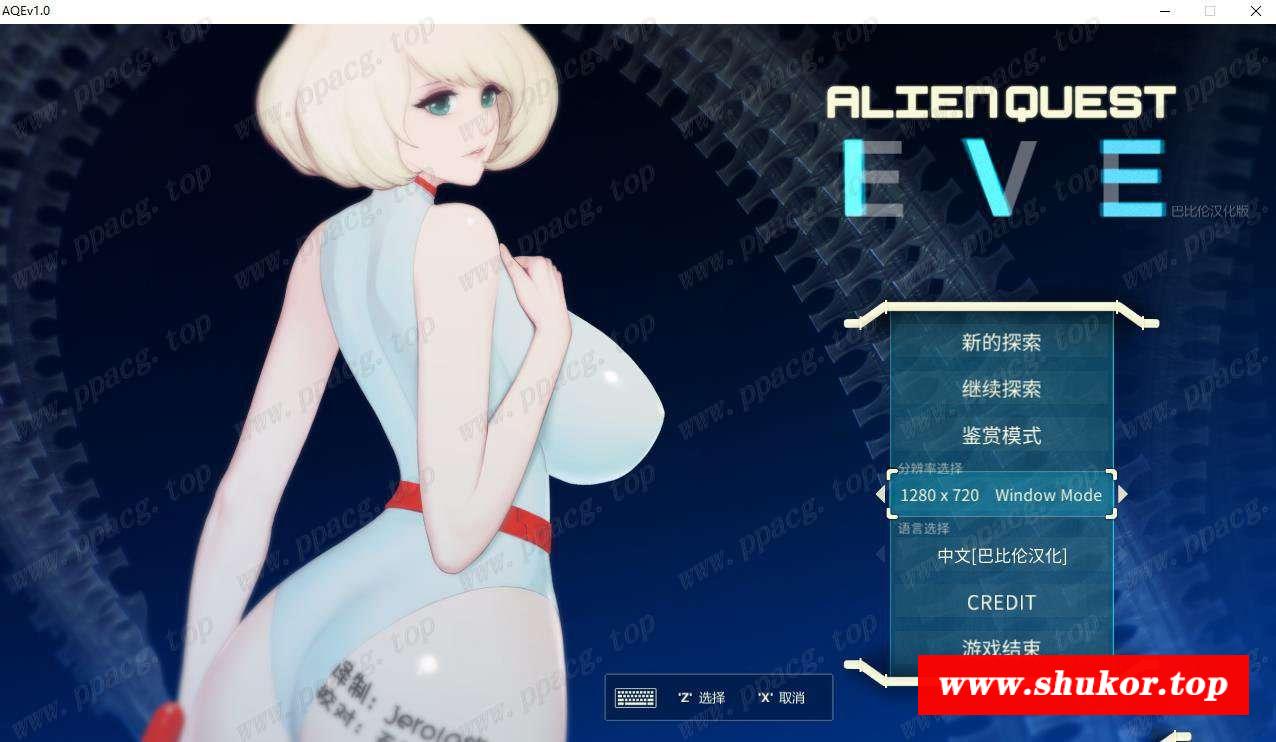 AQEv1.0
ALIEN QUEST
EVE
巴比伦汉化版
新的探索
继续探索
鉴赏模式
分辨率选择
1280 x 720 Window Mode
语言选择
中文[巴比伦汉化]
CREDIT
游戏结束
'Z' 选择 'X' 取消
www.shukor.top
www.ppacg.top